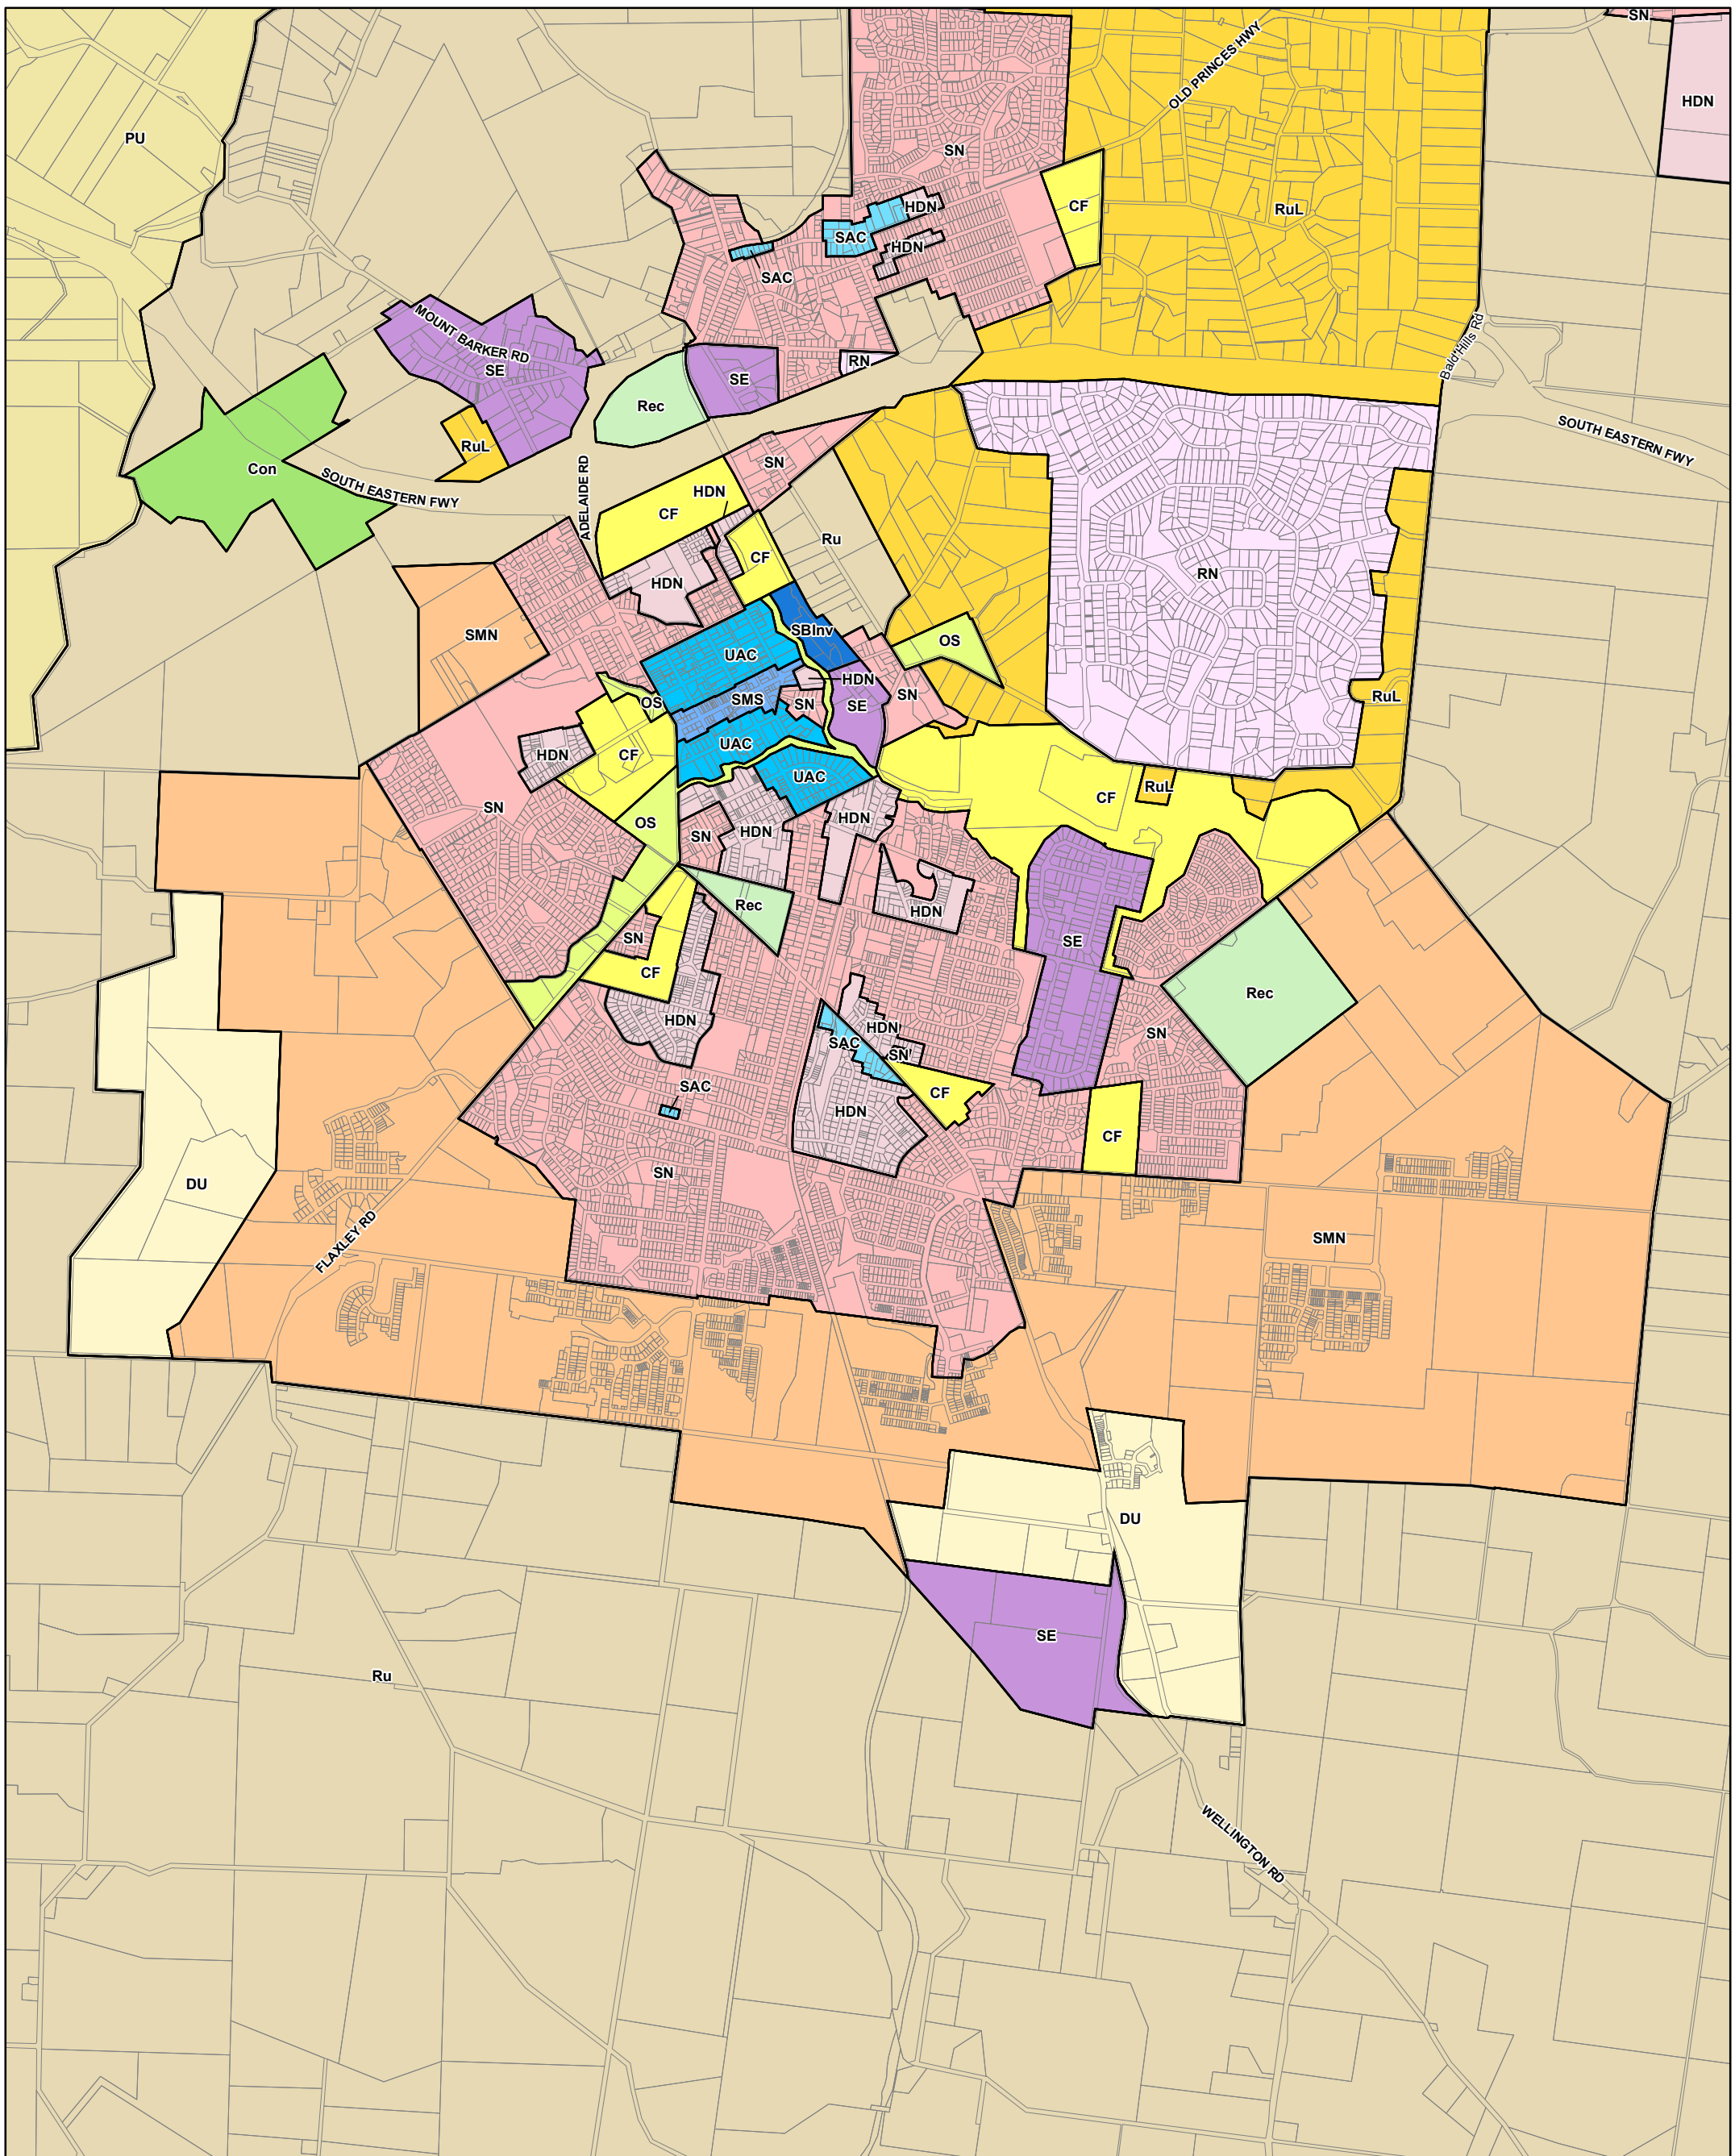 SN
HDN
OLD PRINCES HWY
PU
SN
HDN
CF
RuL
SAC
HDN
SAC
Bald Hills Rd
MOUNT BARKER RD
SE
RN
SE
Rec
SOUTH EASTERN FWY
RuL
SN
Con
SOUTH EASTERN FWY
ADELAIDE RD
HDN
CF
Ru
CF
RN
HDN
SBInv
SMN
OS
UAC
HDN
SN
RuL
SMS
OS
SN
SE
UAC
HDN
CF
UAC
RuL
CF
SN
HDN
OS
HDN
SN
Rec
HDN
SN
SE
CF
Rec
HDN
HDN
SN
SAC
SN
SAC
CF
HDN
CF
SN
DU
FLAXLEY RD
SMN
DU
SE
Ru
WELLINGTON RD